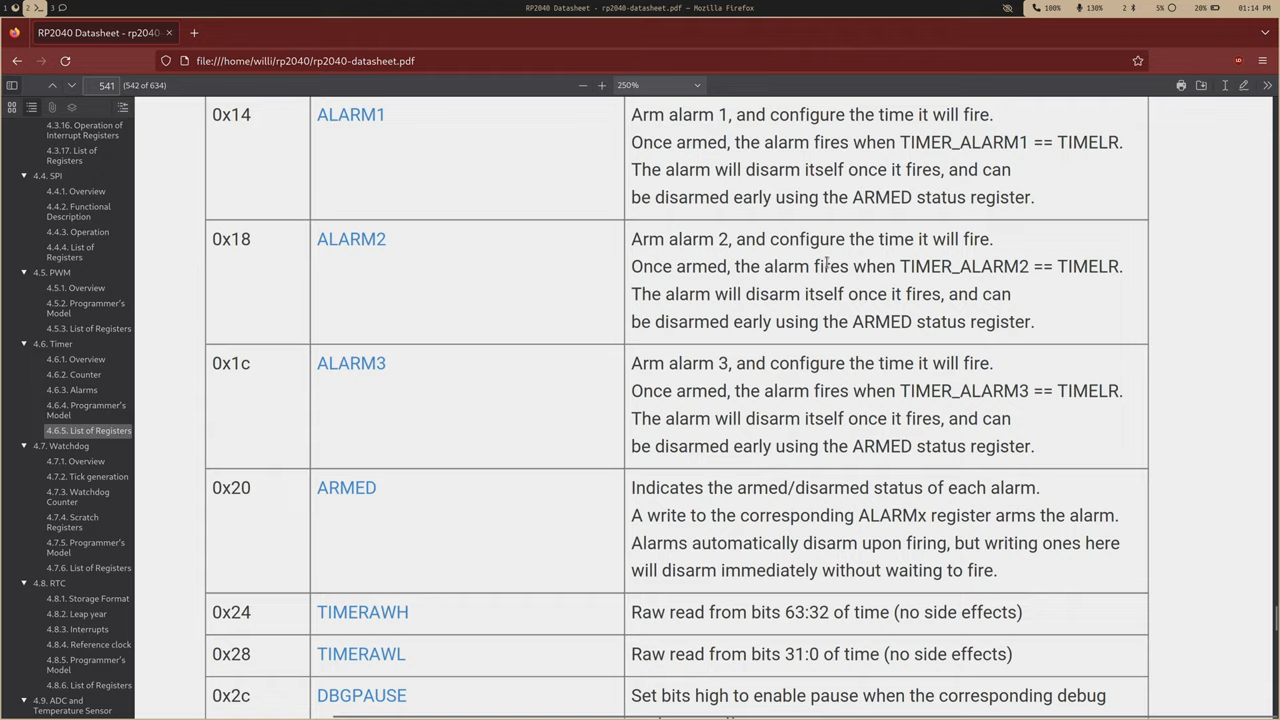 1
2
3
RP2040 Datasheet - rp2040-datasheet.pdf — Mozilla Firefox
100%
130%
2
5%
20%
01:14 PM
RP2040 Datasheet - rp2040-
file:///home/willi/rp2040/rp2040-datasheet.pdf
541
(542 of 634)
250%
4.3.16. Operation of
Interrupt Registers
4.3.17. List of
Registers
4.4. SPI
4.4.1. Overview
4.4.2. Functional
Description
4.4.3. Operation
4.4.4. List of
Registers
4.5. PWM
4.5.1. Overview
4.5.2. Programmer's
Model
4.5.3. List of Registers
4.6. Timer
4.6.1. Overview
4.6.2. Counter
4.6.3. Alarms
4.6.4. Programmer's
Model
4.6.5. List of Registers
4.7. Watchdog
4.7.1. Overview
4.7.2. Tick generation
4.7.3. Watchdog
Counter
4.7.4. Scratch
Registers
4.7.5. Programmer's
Model
4.7.6. List of Registers
4.8. RTC
4.8.1. Storage Format
4.8.2. Leap year
4.8.3. Interrupts
4.8.4. Reference clock
4.8.5. Programmer's
Model
4.8.6. List of Registers
4.9. ADC and
Temperature Sensor
0x14
ALARM1
Arm alarm 1, and configure the time it will fire.
Once armed, the alarm fires when TIMER_ALARM1 == TIMELR.
The alarm will disarm itself once it fires, and can
be disarmed early using the ARMED status register.
0x18
ALARM2
Arm alarm 2, and configure the time it will fire.
Once armed, the alarm fires when TIMER_ALARM2 == TIMELR.
The alarm will disarm itself once it fires, and can
be disarmed early using the ARMED status register.
0x1c
ALARM3
Arm alarm 3, and configure the time it will fire.
Once armed, the alarm fires when TIMER_ALARM3 == TIMELR.
The alarm will disarm itself once it fires, and can
be disarmed early using the ARMED status register.
0x20
ARMED
Indicates the armed/disarmed status of each alarm.
A write to the corresponding ALARMx register arms the alarm.
Alarms automatically disarm upon firing, but writing ones here
will disarm immediately without waiting to fire.
0x24
TIMERAWH
Raw read from bits 63:32 of time (no side effects)
0x28
TIMERAWL
Raw read from bits 31:0 of time (no side effects)
0x2c
DBGPAUSE
Set bits high to enable pause when the corresponding debug